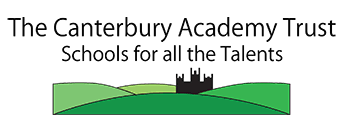 The Canterbury Academy Trust
Schools for all the Talents